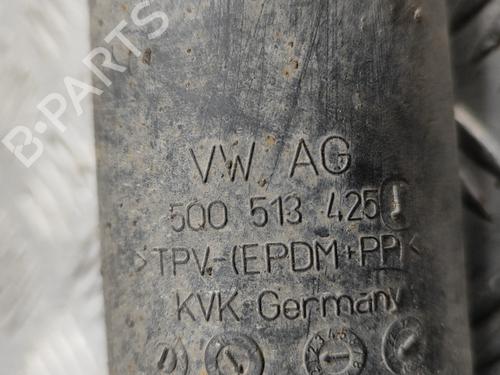 B-PARTS
VW AG
5Q0 513 425
>TPV-(EPDM+PP)<
KVK Germany